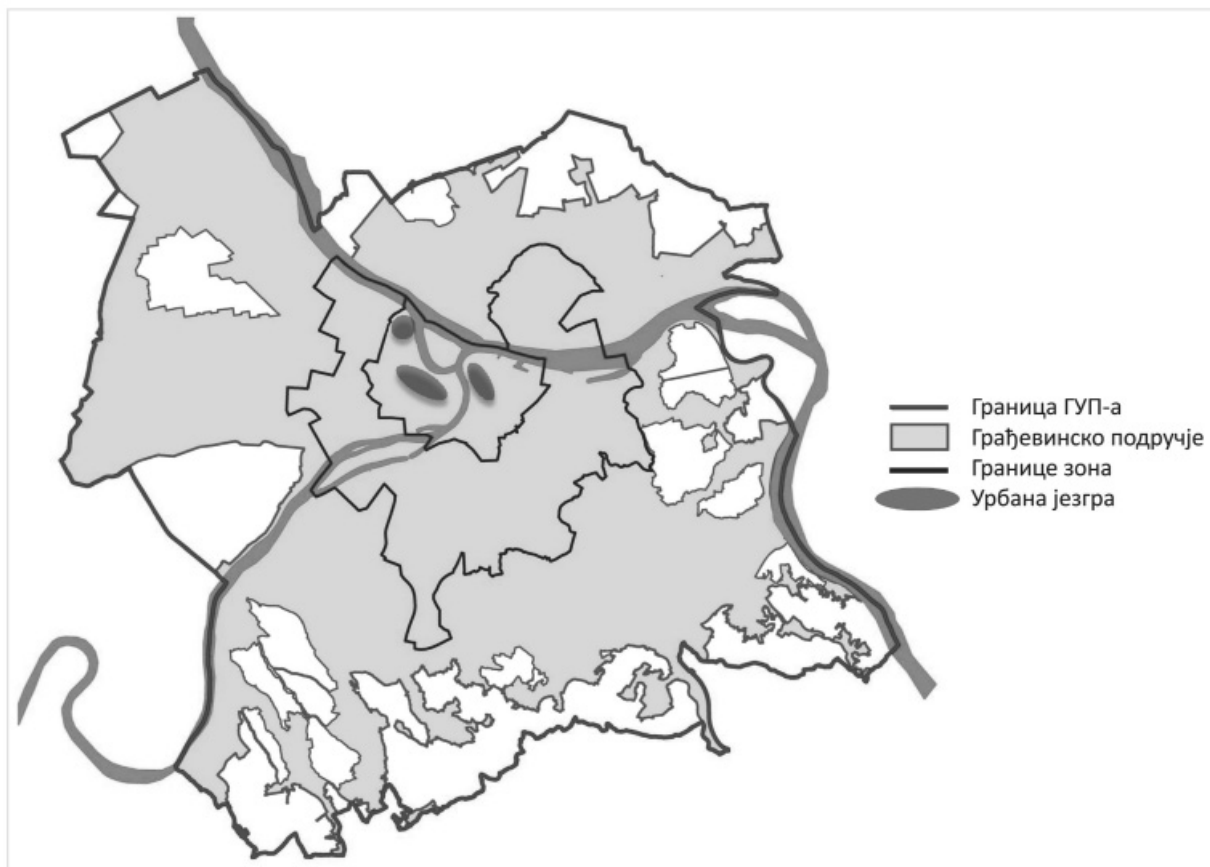 Граница ГУП-а
Грађевинско подручје
Границе зона
Урбана језгра